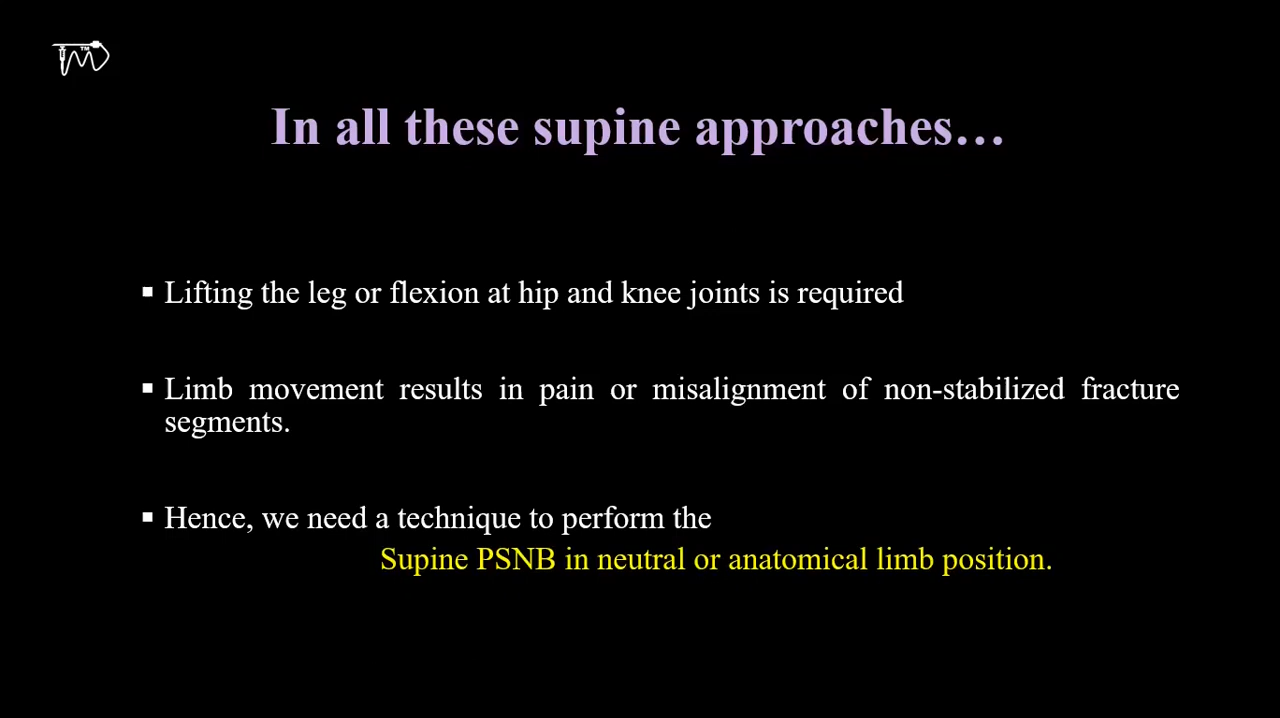 In all these supine approaches…
▪ Lifting the leg or flexion at hip and knee joints is required
▪ Limb movement results in pain or misalignment of non-stabilized fracture
segments.
▪ Hence, we need a technique to perform the
Supine PSNB in neutral or anatomical limb position.